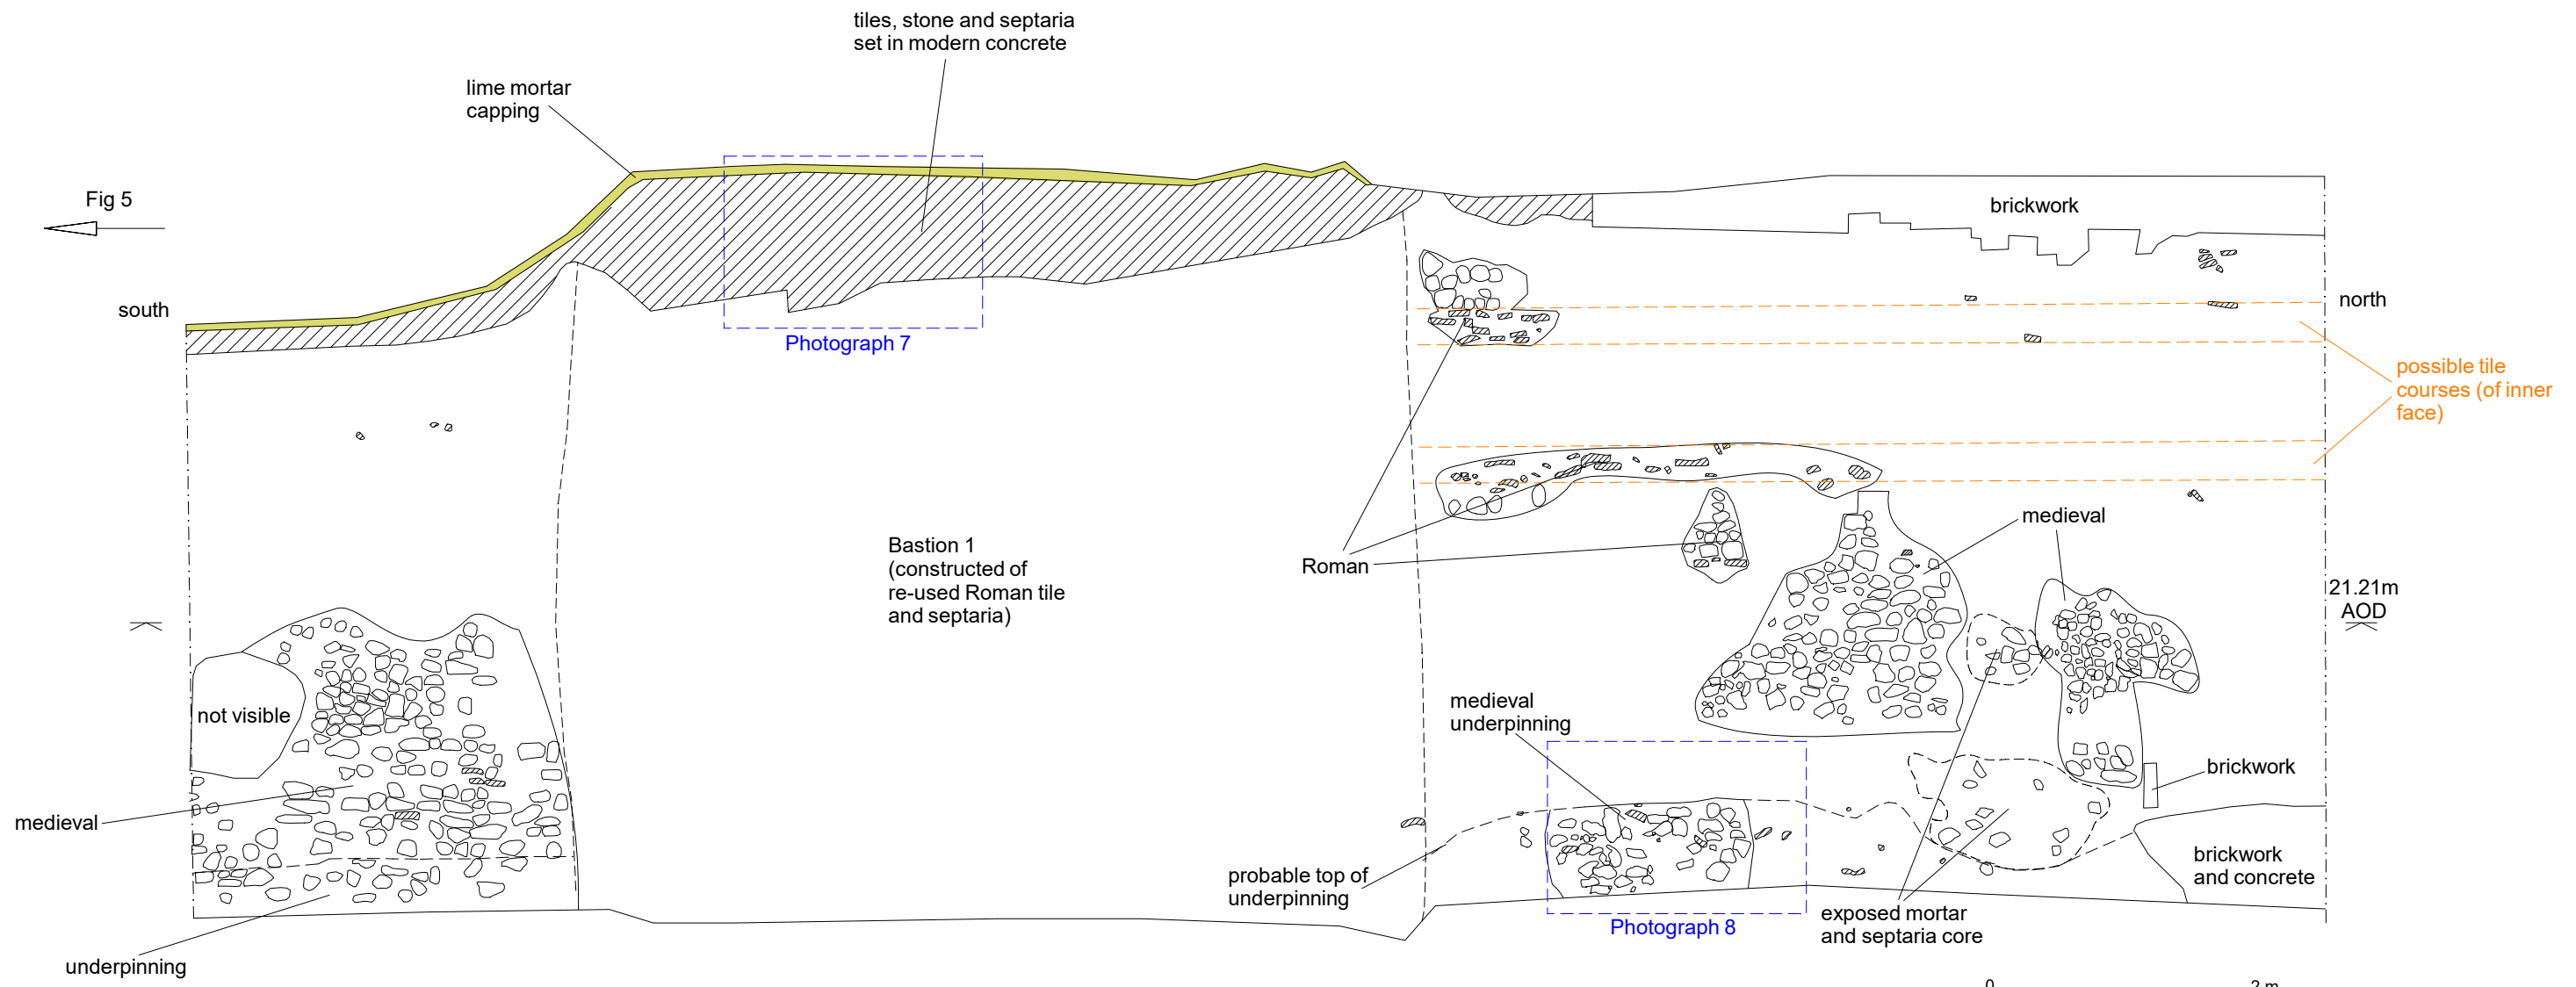 tiles, stone and septaria
set in modern concrete
lime mortar
capping
Fig 5
brickwork
south
north
Photograph 7
possible tile
courses (of inner
face)
medieval
Bastion 1
(constructed of
re-used Roman tile
and septaria)
Roman
21.21m
AOD
not visible
medieval
underpinning
brickwork
medieval
probable top of
underpinning
brickwork
and concrete
exposed mortar
and septaria core
Photograph 8
underpinning
0
2 m